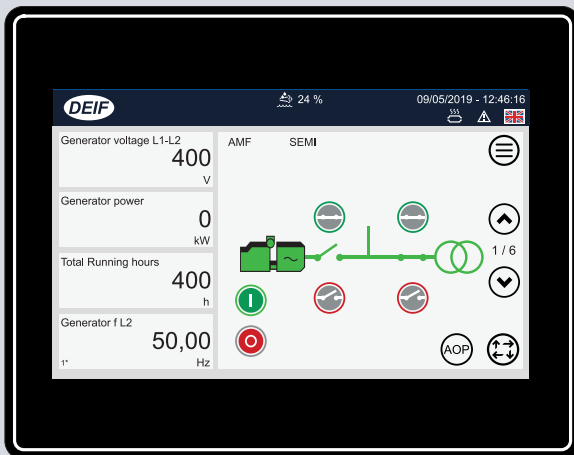 DEIF
24 %
09/05/2019 - 12:46:16
Generator voltage L1-L2
400
V
Generator power
0
kW
Total Running hours
400
h
Generator f L2
50,00
1* Hz
AMF SEMI
1 / 6
I
O
AOP